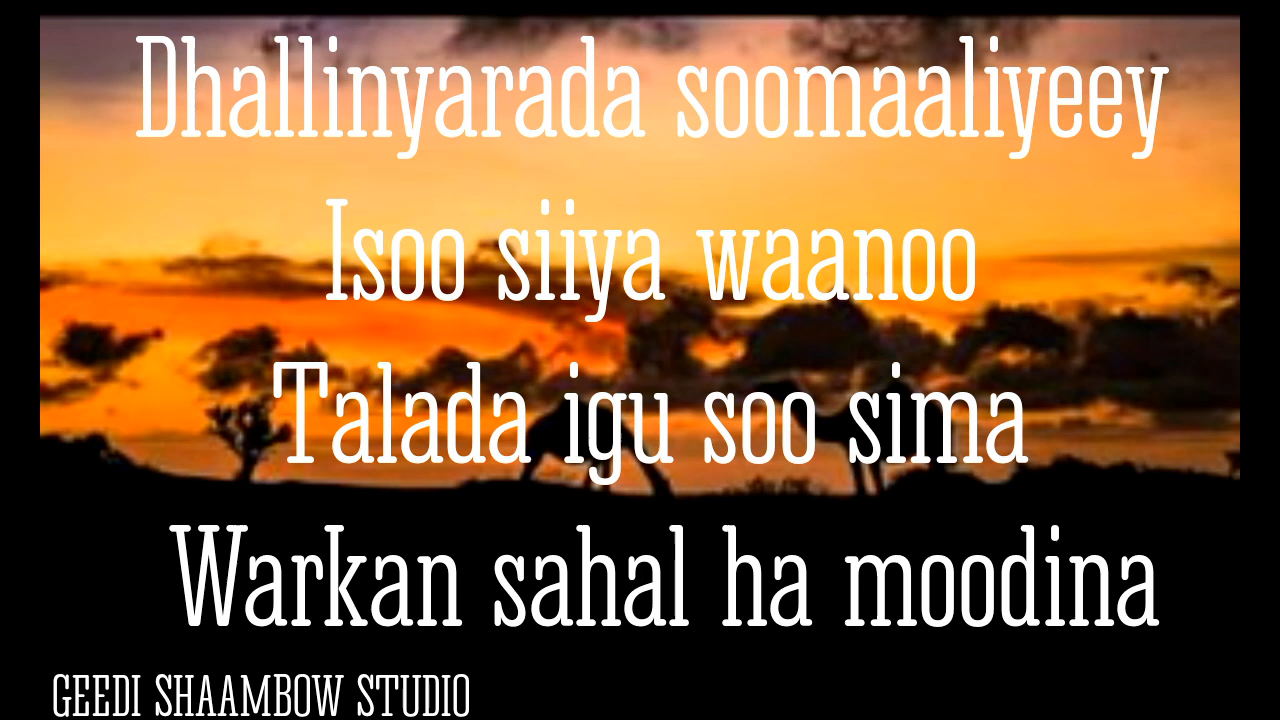 Dhallinyarada soomaaliyeey
Isoo siiya waanoo
Talada igu soo sima
Warkan sahal ha moodina
GEEDI SHAAMBOW STUDIO